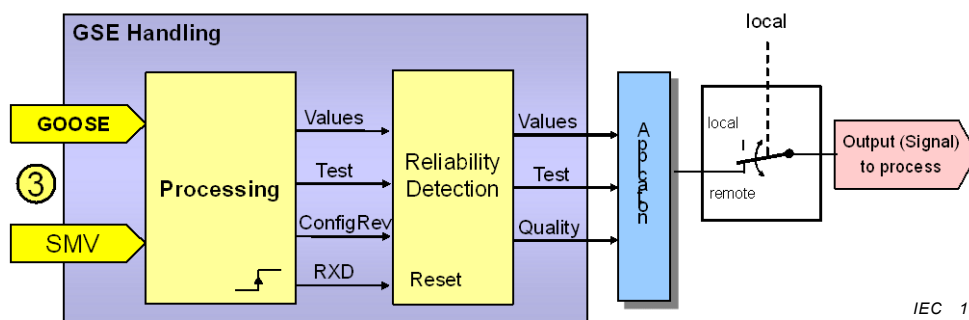 GSE Handling
local
GOOSE
3
SMV
Processing
Values
Test
ConfigRev
RXD
Reliability
Detection
Reset
Values
Test
Quality
Application
local
remote
Output (Signal)
to process
IEC 1